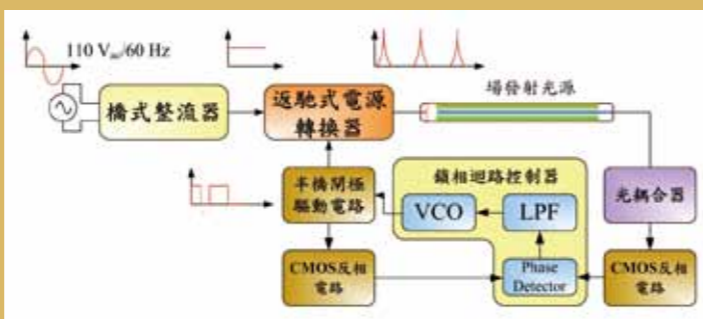 110 Vac/60 Hz
橋式整流器
返馳式電源
轉換器
場發射光源
半橋閘極
驅動電路
鎖相迴路控制器
VCO
LPF
光耦合器
CMOS反相
電路
Phase
Detector
CMOS反相
電路